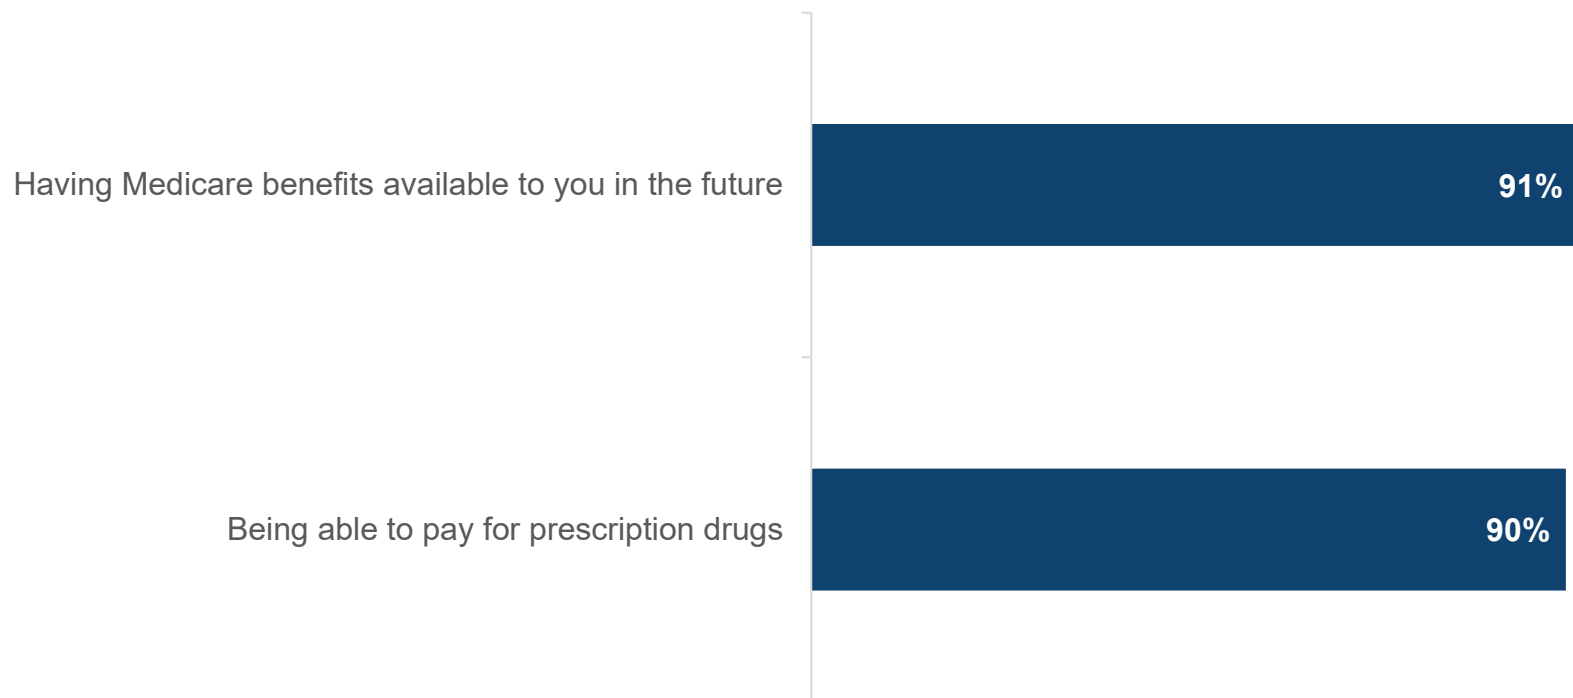 Having Medicare benefits available to you in the future
91%
Being able to pay for prescription drugs
90%